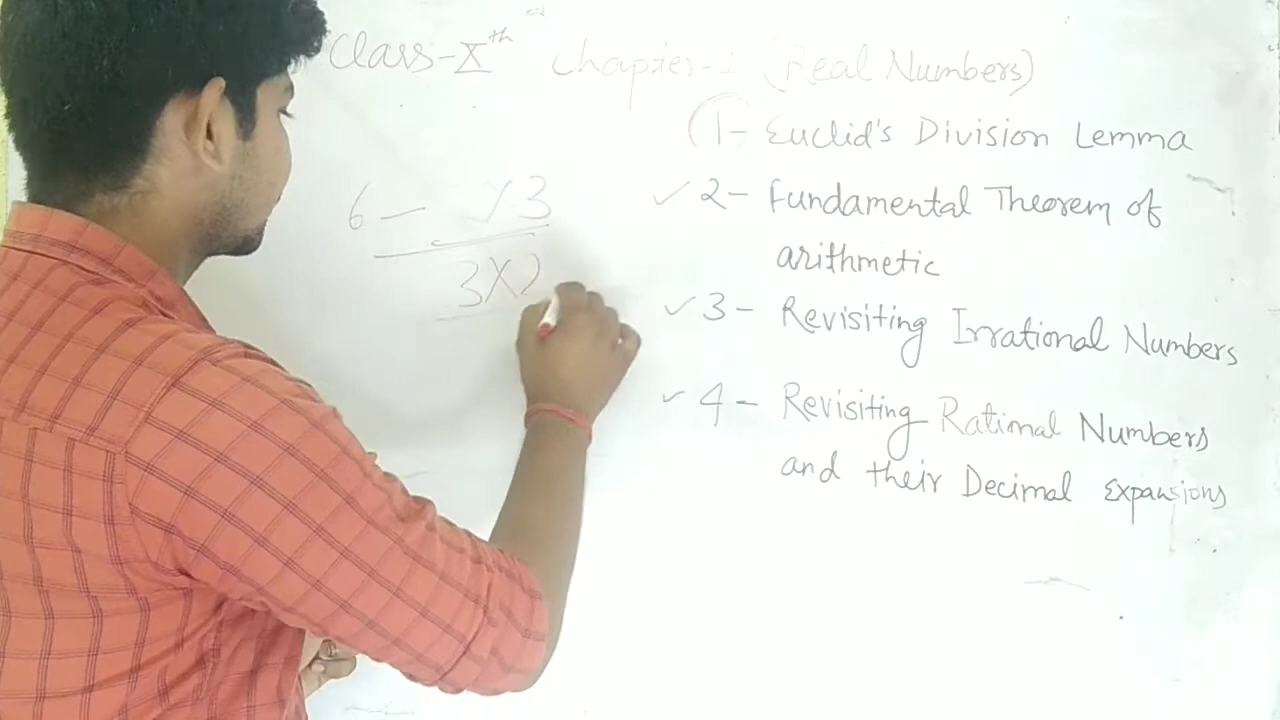 Class-Xth Chapter-1 (Real Numbers)
(1- Euclid's Division Lemma
✓ 2- Fundamental Theorem of
arithmetic
✓ 3- Revisiting Irrational Numbers
✓ 4- Revisiting Rational Numbers
and their Decimal Expansions
6 — X3
3X2